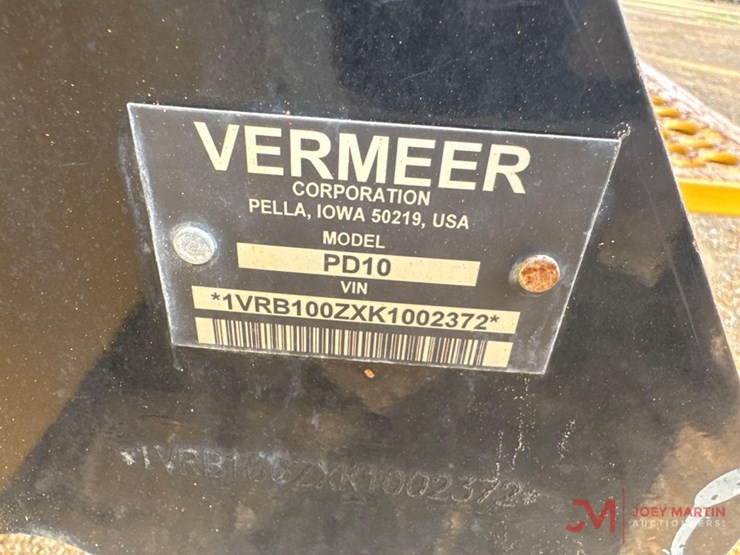 VERMEER
CORPORATION
PELLA, IOWA 50219, USA
MODEL
PD10
VIN
*1VRB100ZXK1002372*
*1VRB100ZXK1002372*
JM JOEY MARTIN
AUCTIONEERS!